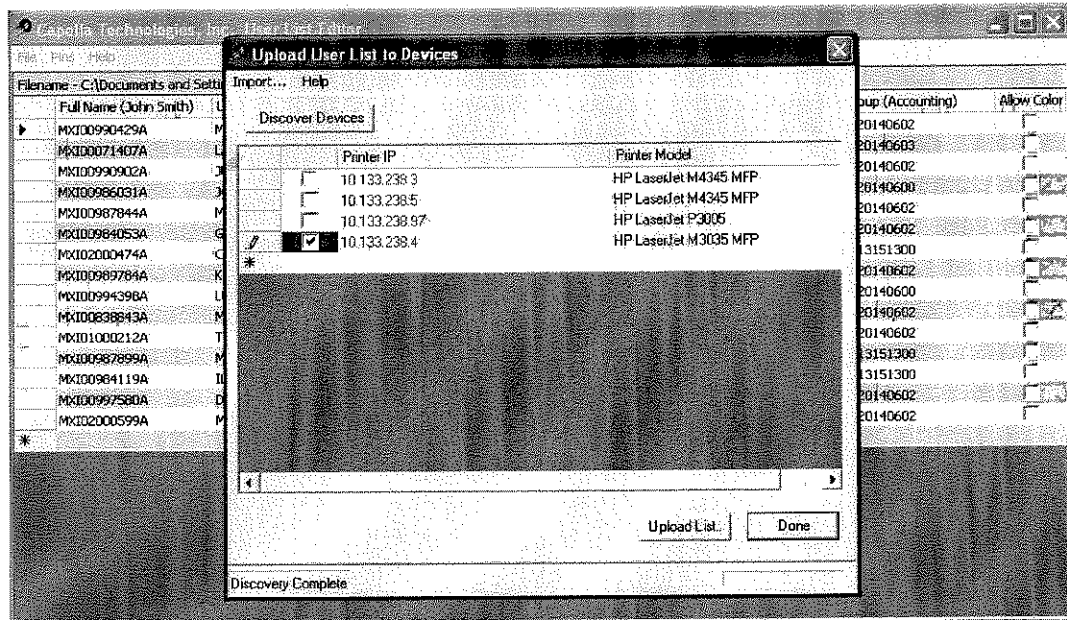 Capella Technologies, Inc. User List Editor
File Pins Help
Filename - C:\Documents and Setti
Full Name (John Smith)
oup (Accounting) Allow Color
MXI00990429A M 20140602
MXI00071407A 20140603
MXI00990902A 20140602
MXI00986031A 20140600
MXI00987844A M 20140602
MXI00984053A G 20140602
MXI02000474A C 13151300
MXI00989784A K 20140602
MXI00994398A 20140600
MXI00838843A M 20140602
MXI01000212A T 20140602
MXI00987899A M 13151300
MXI00984119A 13151300
MXI00997580A D 20140602
MXI02000599A M 20140602
Upload User List to Devices
Import... Help
Discover Devices
Printer IP Printer Model
10.133.238.3 HP LaserJet M4345 MFP
10.133.238.5 HP LaserJet M4345 MFP
10.133.238.97 HP LaserJet P3005
10.133.238.4 HP LaserJet M3035 MFP
Upload List. Done
Discovery Complete